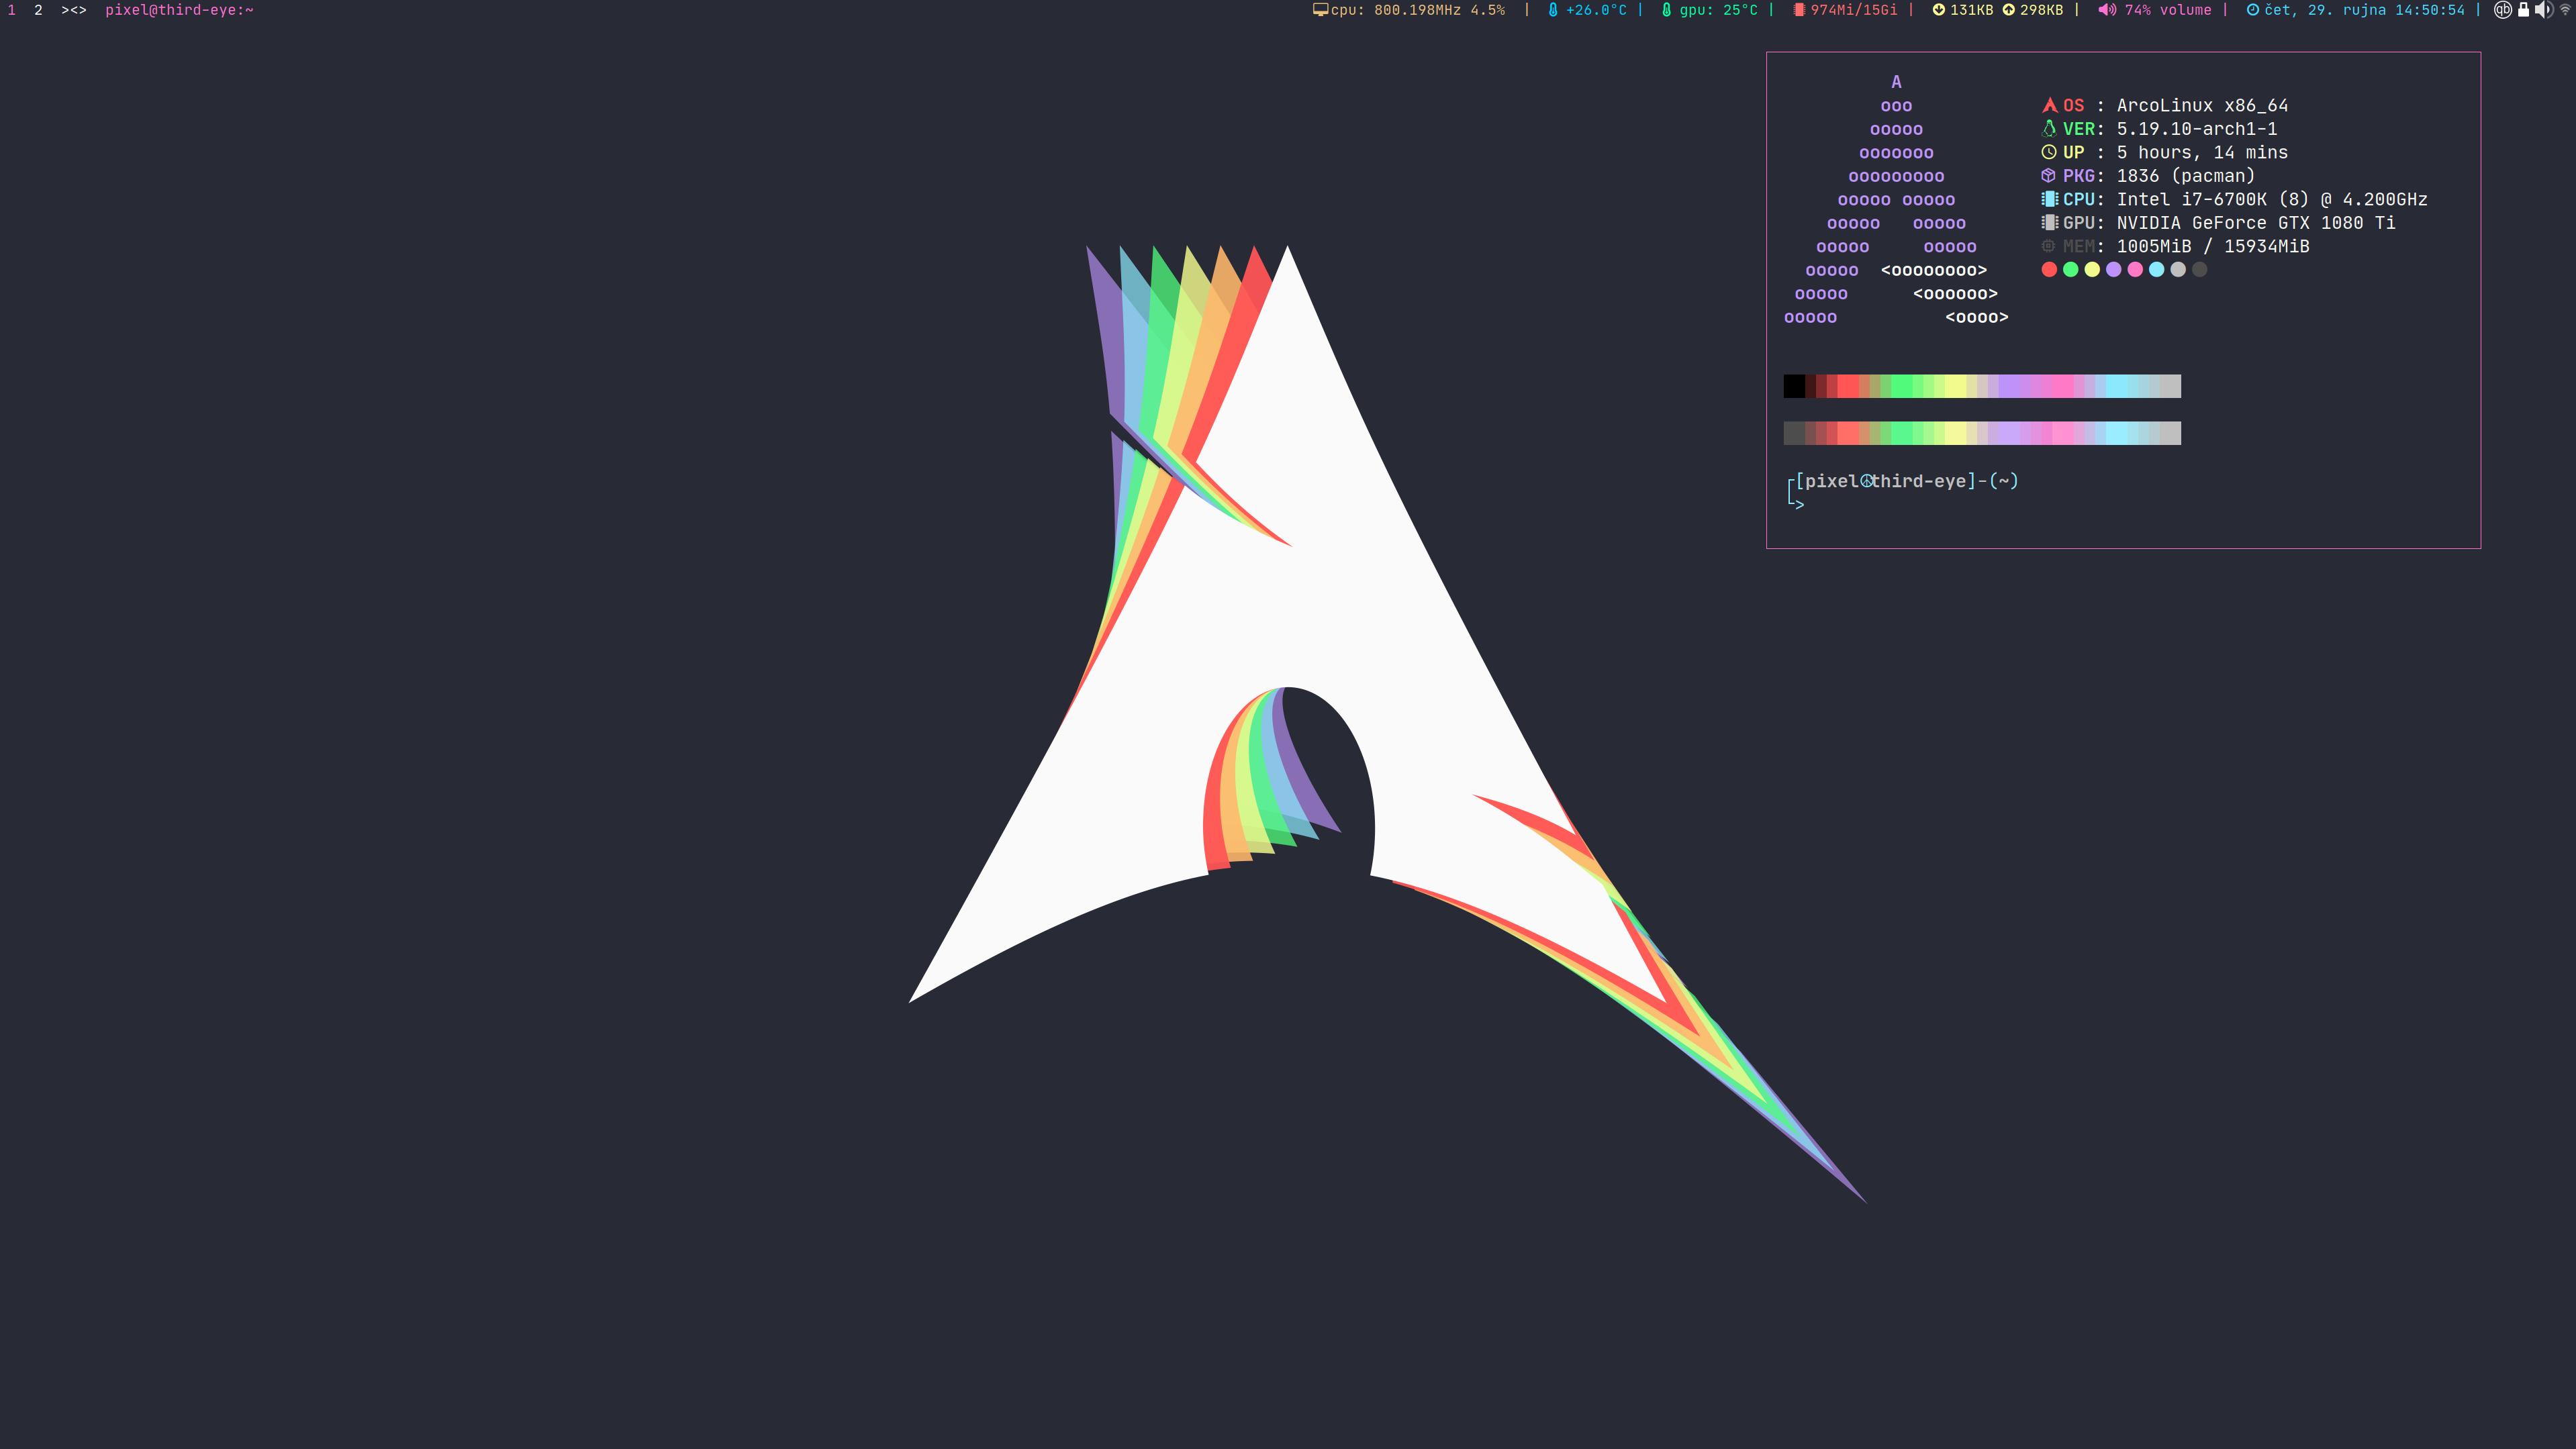 1 2 ><> pixel@third-eye:~ cpu: 800.198MHz 4.5% | +26.0°C | gpu: 25°C | 974Mi/15Gi | 131KB 298KB | 74% volume | čet, 29. rujna 14:50:54 | qb
A
ooo
ooooo
ooooooo
ooooooooo
ooooo ooooo
ooooo ooooo
ooooo ooooo
ooooo <oooooooo>
ooooo <oooooo>
ooooo <oooo>
OS : ArcoLinux x86_64
VER: 5.19.10-arch1-1
UP : 5 hours, 14 mins
PKG: 1836 (pacman)
CPU: Intel i7-6700K (8) @ 4.200GHz
GPU: NVIDIA GeForce GTX 1080 Ti
MEM: 1005MiB / 15934MiB
┌[pixel☮third-eye]-(~)
└>